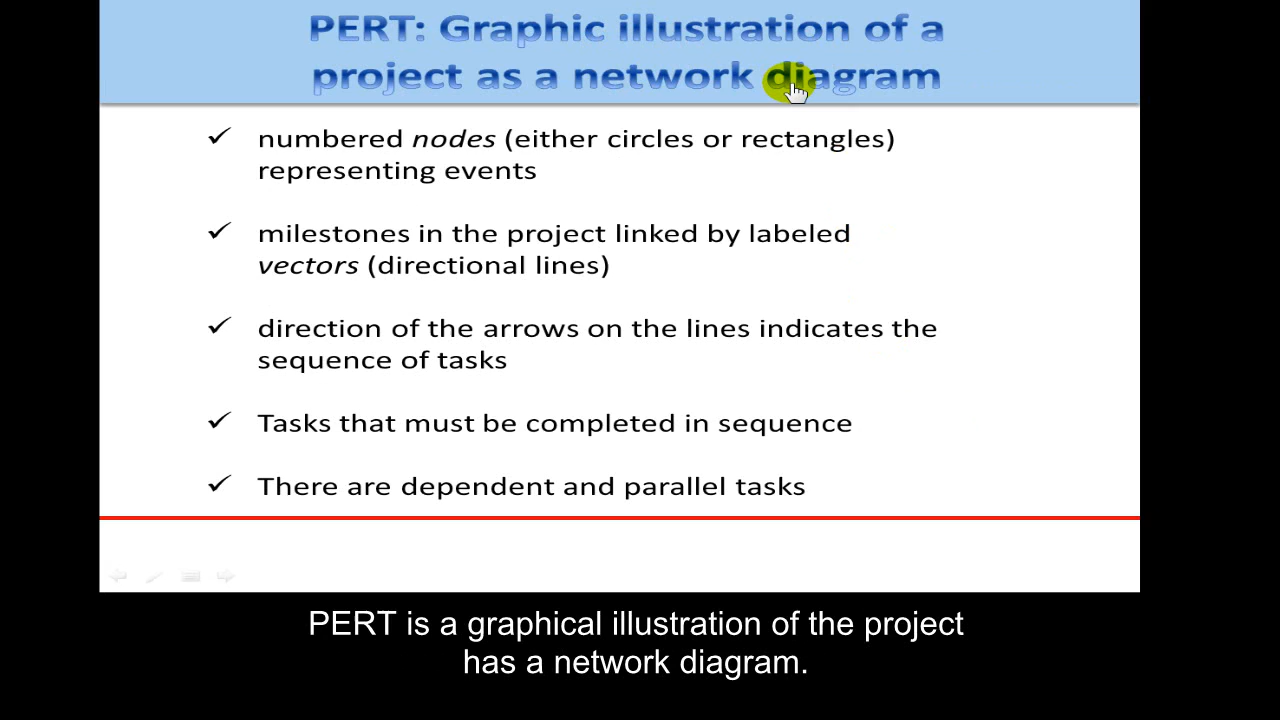 PERT: Graphic illustration of a
project as a network diagram
✓ numbered nodes (either circles or rectangles)
representing events
✓ milestones in the project linked by labeled
vectors (directional lines)
✓ direction of the arrows on the lines indicates the
sequence of tasks
✓ Tasks that must be completed in sequence
✓ There are dependent and parallel tasks
PERT is a graphical illustration of the project
has a network diagram.